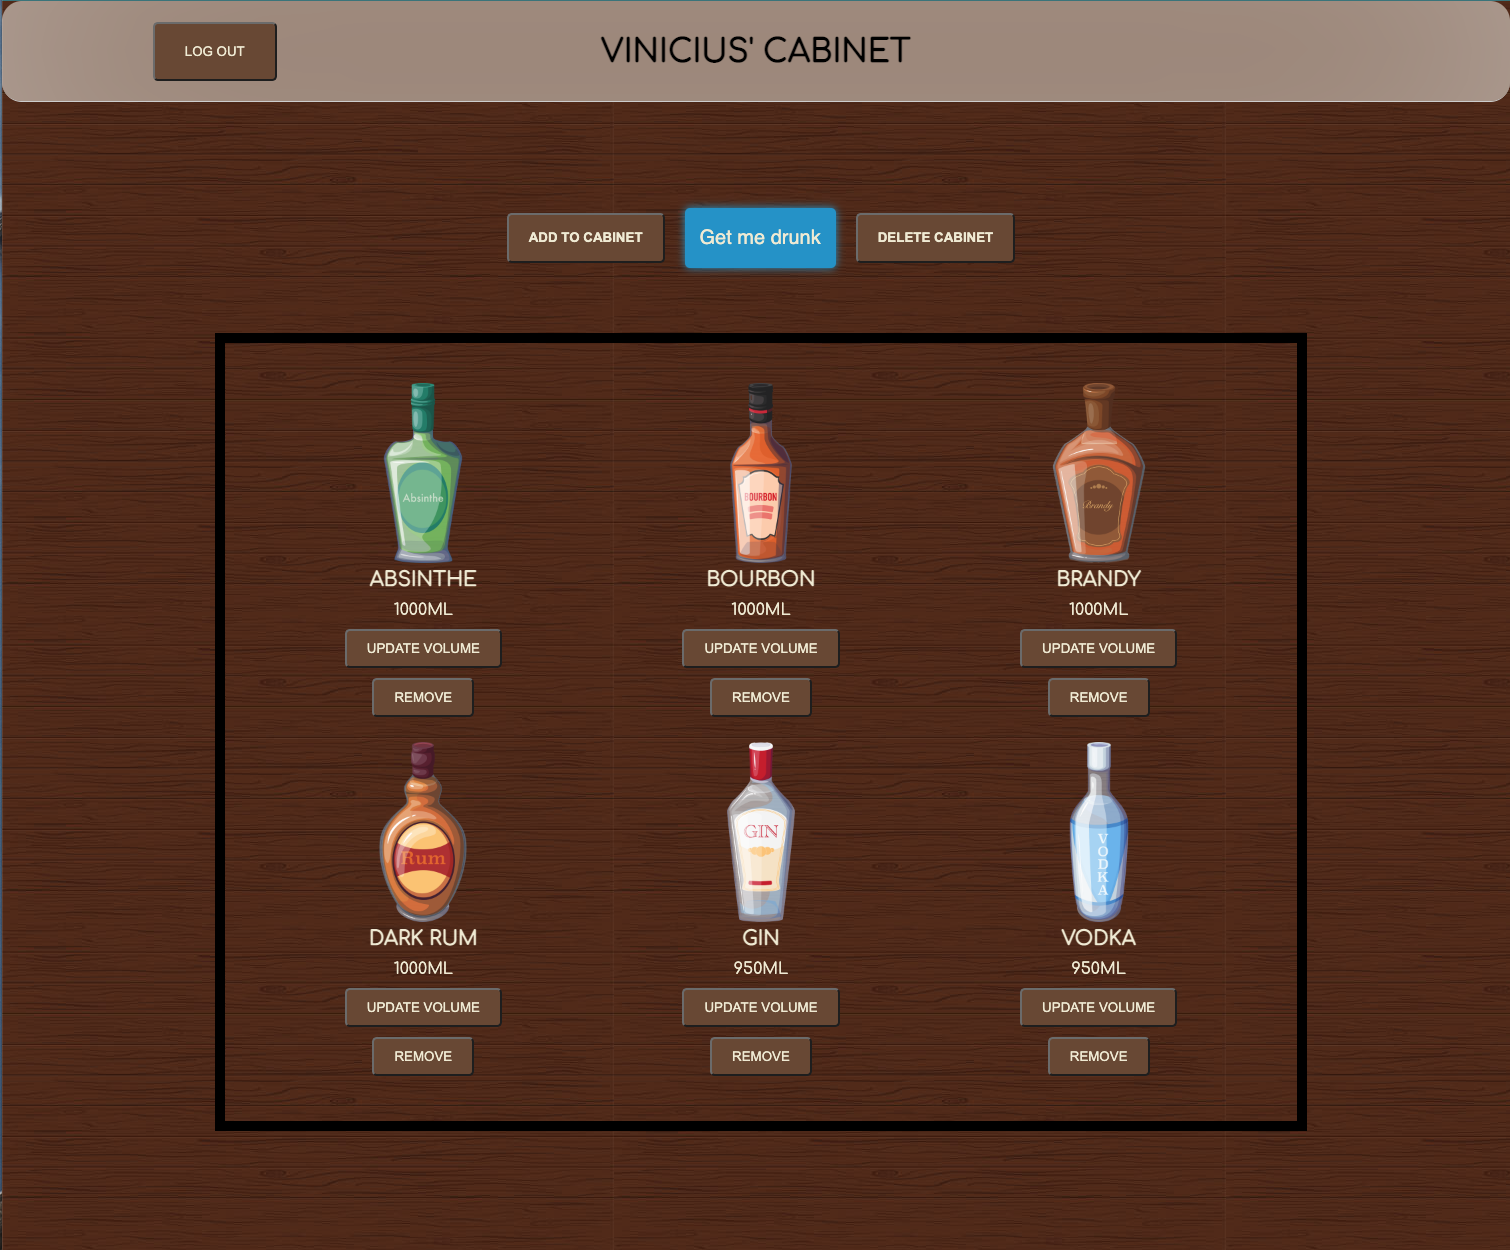 LOG OUT
VINICIUS' CABINET
ADD TO CABINET
Get me drunk
DELETE CABINET
Absinthe
BOURBON
Brandy
ABSINTHE
BOURBON
BRANDY
1000ML
1000ML
1000ML
UPDATE VOLUME
UPDATE VOLUME
UPDATE VOLUME
REMOVE
REMOVE
REMOVE
Rum
GIN
VODKA
DARK RUM
GIN
VODKA
1000ML
950ML
950ML
UPDATE VOLUME
UPDATE VOLUME
UPDATE VOLUME
REMOVE
REMOVE
REMOVE